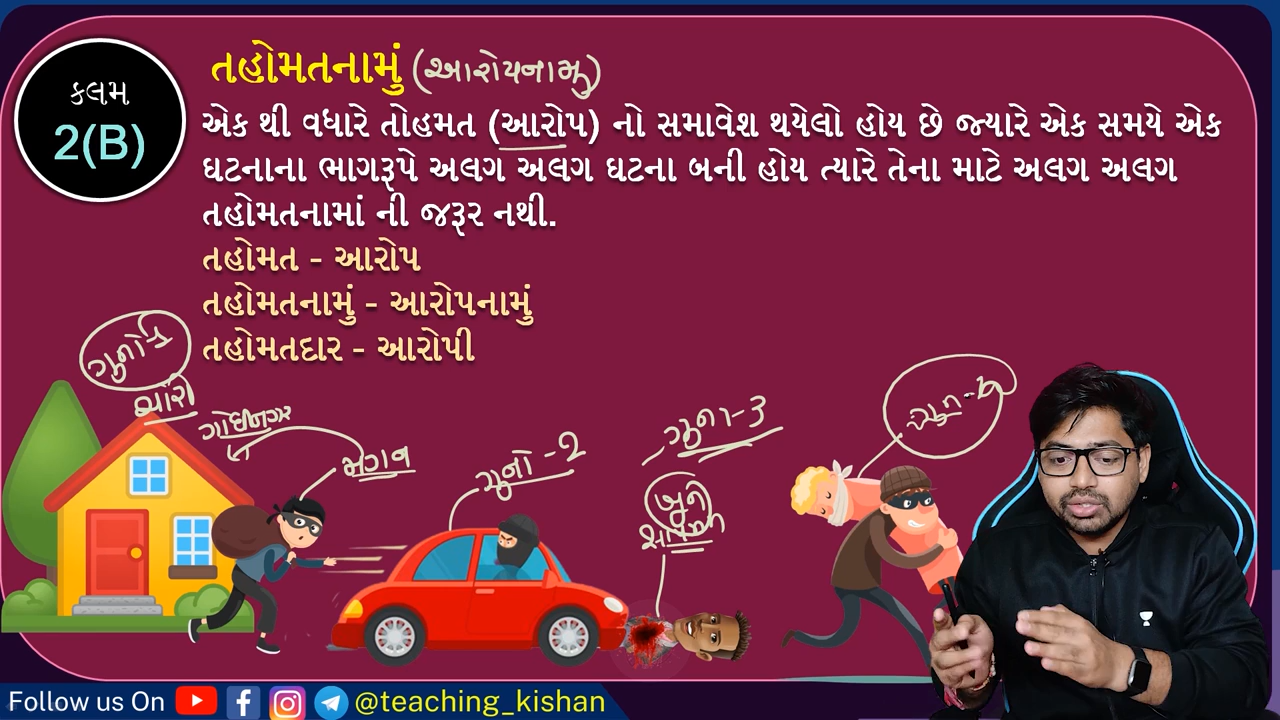 કલમ
2(B)
તહોમતનામું (આરોપનામુ)
એક થી વધારે તોહમત (આરોપ) નો સમાવેશ થયેલો હોય છે જ્યારે એક સમયે એક
ઘટનાના ભાગરૂપે અલગ અલગ ઘટના બની હોય ત્યારે તેના માટે અલગ અલગ
તહોમતનામાં ની જરૂર નથી.
તહોમત - આરોપ
તહોમતનામું - આરોપનામું
તહોમતદાર - આરોપી
ચોરી
ગાંધીનગર
મગન
ગુનો -2
ગુના-3
ખૂન
Follow us On @teaching_kishan